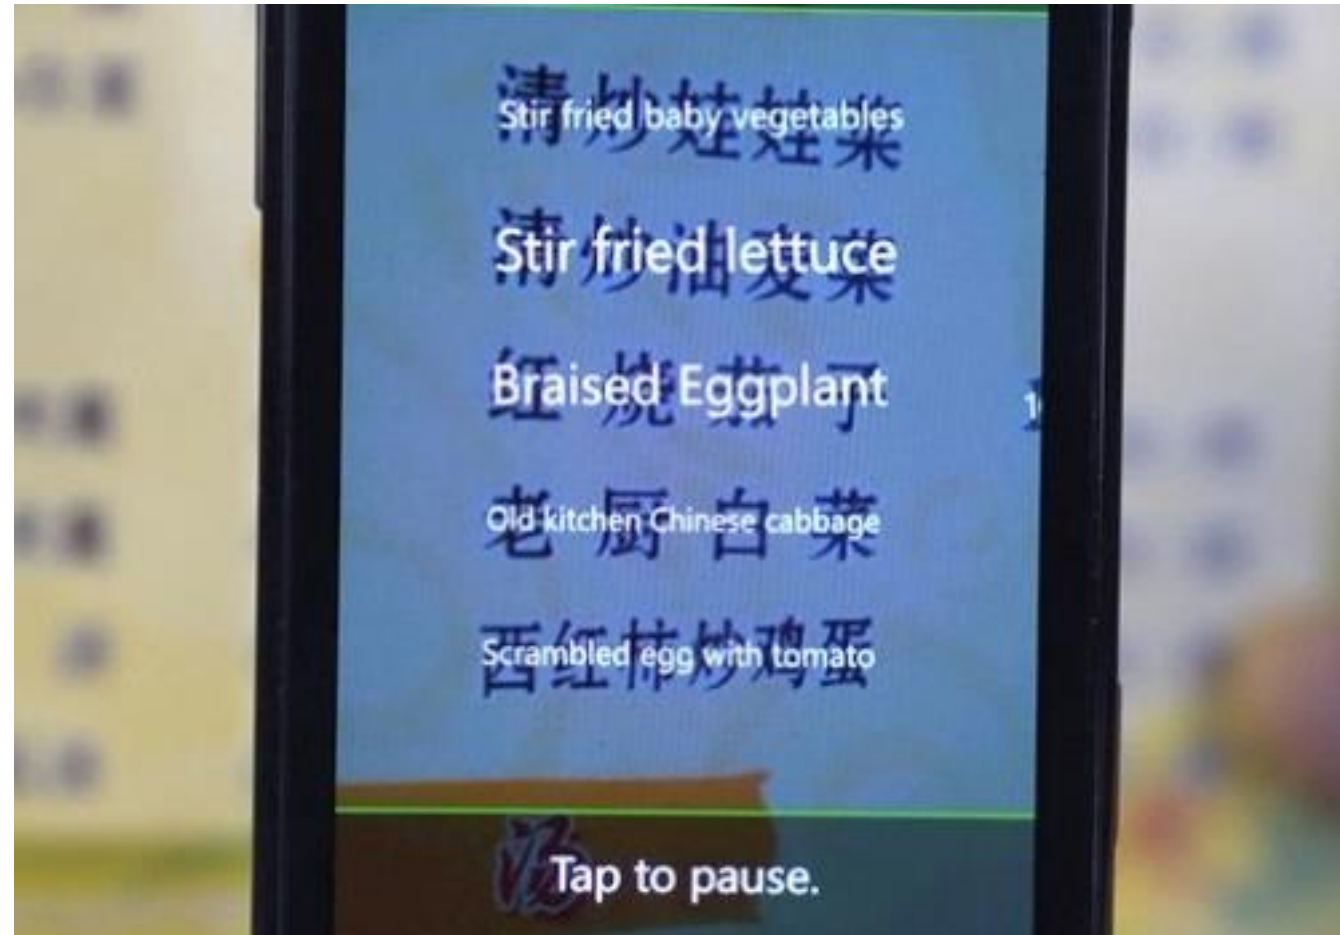 清炒娃娃菜
Stir fried baby vegetables
清炒油麦菜
Stir fried lettuce
红烧茄子
Braised Eggplant
老厨白菜
Old kitchen Chinese cabbage
西红柿炒鸡蛋
Scrambled egg with tomato
汤
Tap to pause.